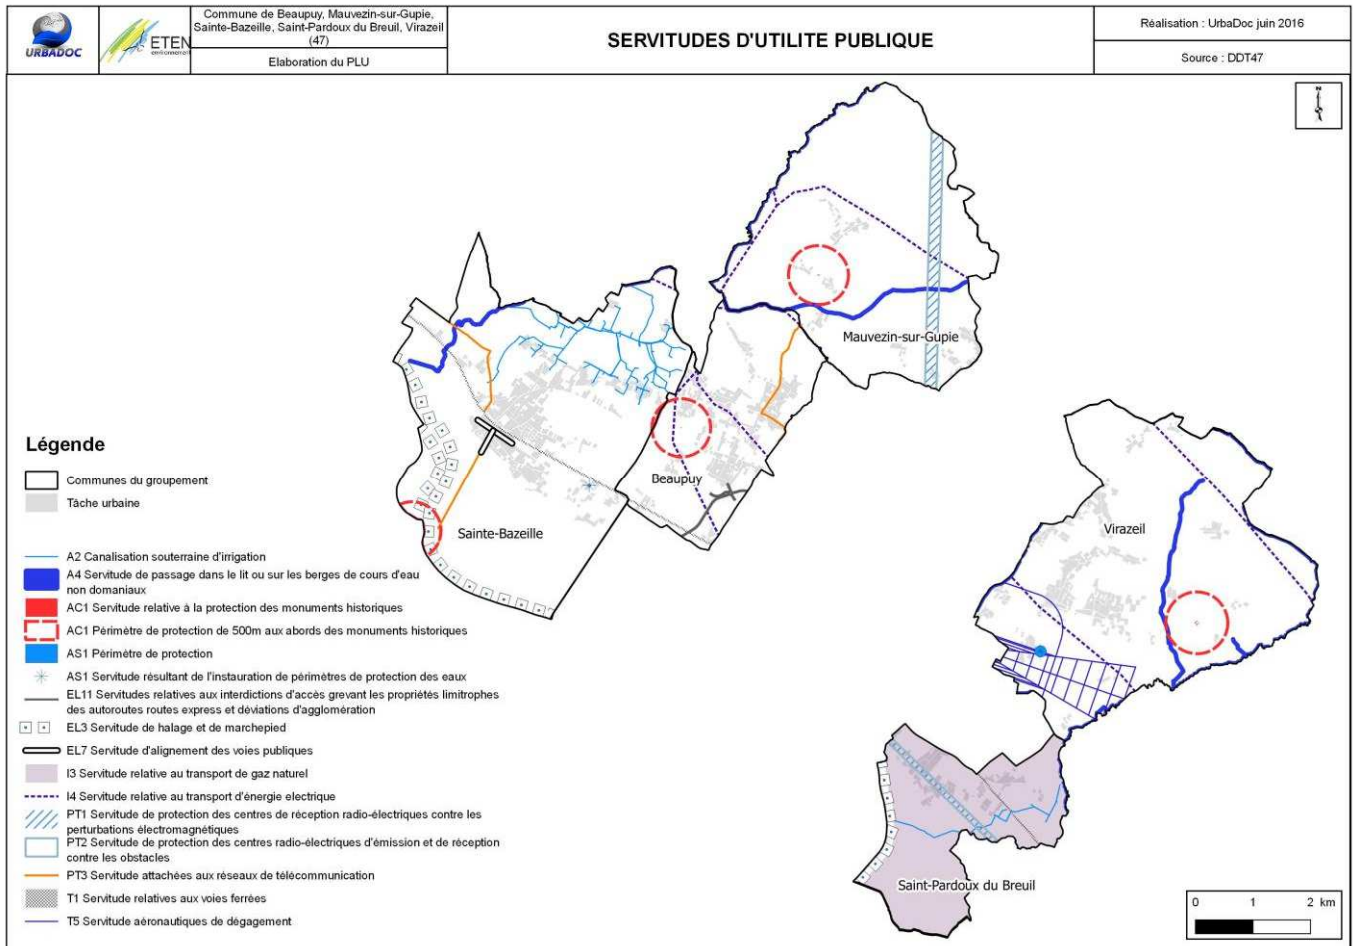 URBADOC
ETEN
environnement
Commune de Beaupuy, Mauvezin-sur-Gupie,
Sainte-Bazeille, Saint-Pardoux du Breuil, Virazeil
(47)
Elaboration du PLU
SERVITUDES D'UTILITE PUBLIQUE
Réalisation : UrbaDoc juin 2016
Source : DDT47
N
Mauvezin-sur-Gupie
Beaupuy
Sainte-Bazeille
Virazeil
Saint-Pardoux du Breuil
Légende
Communes du groupement
Tâche urbaine
A2 Canalisation souterraine d'irrigation
A4 Servitude de passage dans le lit ou sur les berges de cours d'eau
non domaniaux
AC1 Servitude relative à la protection des monuments historiques
AC1 Périmètre de protection de 500m aux abords des monuments historiques
AS1 Périmètre de protection
AS1 Servitude résultant de l'instauration de périmètres de protection des eaux
EL11 Servitudes relatives aux interdictions d'accès grevant les propriétés limitrophes
des autoroutes routes express et déviations d'agglomération
EL3 Servitude de halage et de marchepied
EL7 Servitude d'alignement des voies publiques
I3 Servitude relative au transport de gaz naturel
I4 Servitude relative au transport d'énergie electrique
PT1 Servitude de protection des centres de réception radio-électriques contre les
perturbations électromagnétiques
PT2 Servitude de protection des centres radio-électriques d'émission et de réception
contre les obstacles
PT3 Servitude attachées aux réseaux de télécommunication
T1 Servitude relatives aux voies ferrées
T5 Servitude aéronautiques de dégagement
0 1 2 km